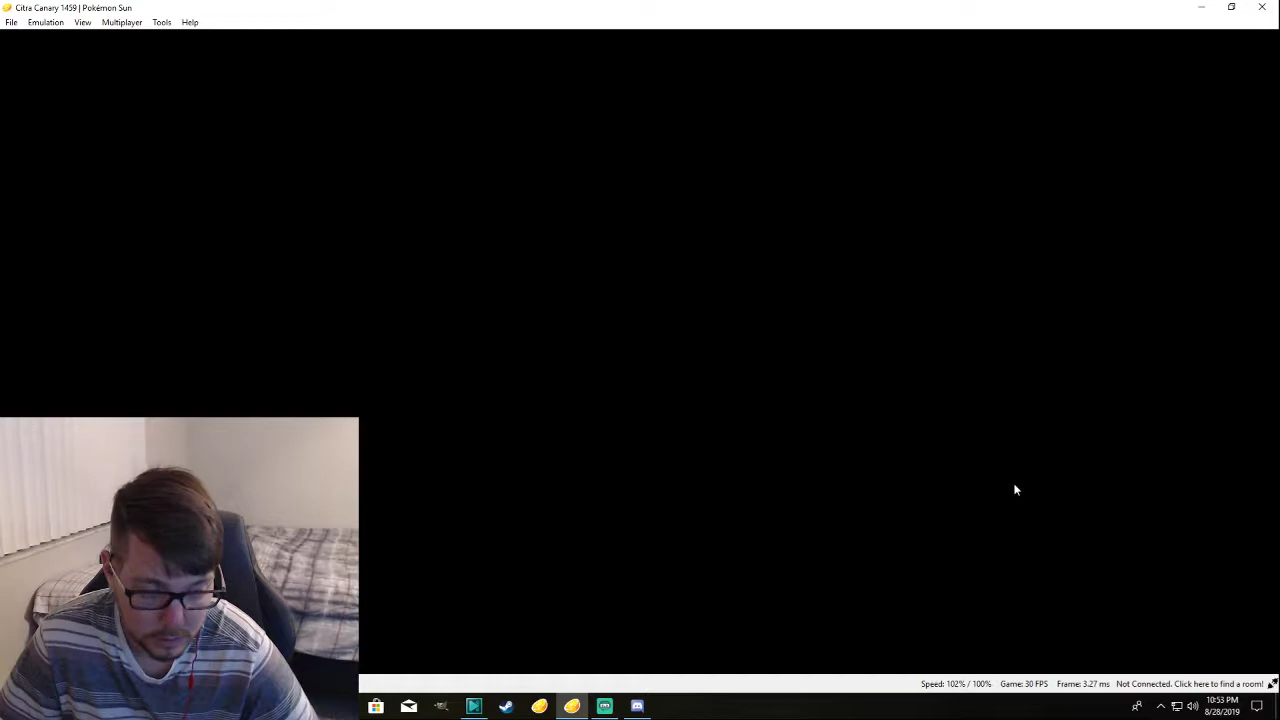 Citra Canary 1459 | Pokémon Sun
File Emulation View Multiplayer Tools Help
Speed: 102% / 100% Game: 30 FPS Frame: 3.27 ms Not Connected. Click here to find a room!
10:53 PM
8/28/2019